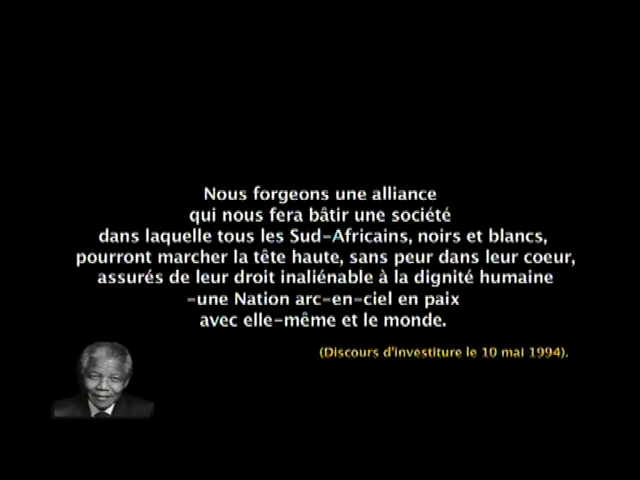 Nous forgeons une alliance
qui nous fera bâtir une société
dans laquelle tous les Sud-Africains, noirs et blancs,
pourront marcher la tête haute, sans peur dans leur coeur,
assurés de leur droit inaliénable à la dignité humaine
-une Nation arc-en-ciel en paix
avec elle-même et le monde.
(Discours d'investiture le 10 mai 1994).